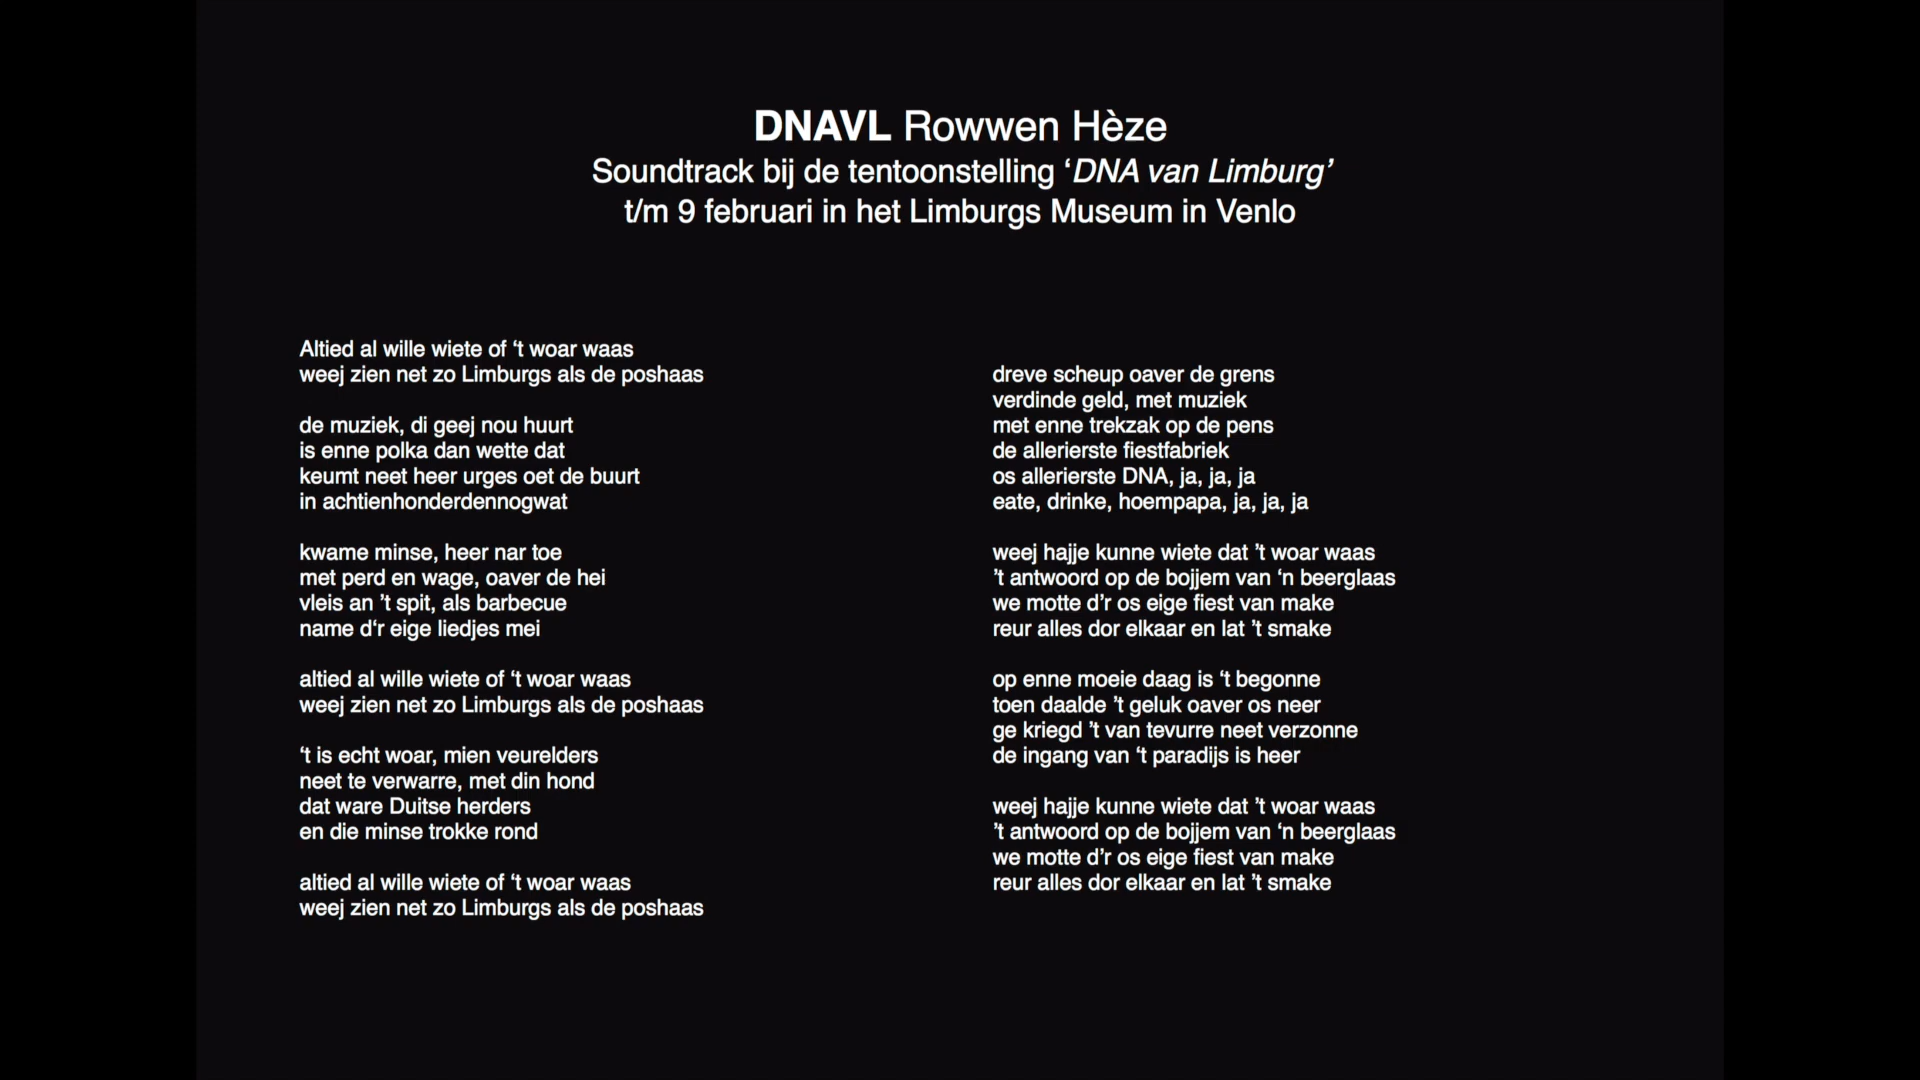 DNAVL Rowwen Hèze
Soundtrack bij de tentoonstelling ‘DNA van Limburg’
t/m 9 februari in het Limburgs Museum in Venlo
Altied al wille wiete of ‘t woar waas
weej zien net zo Limburgs als de poshaas
de muziek, di geej nou huurt
is enne polka dan wette dat
keumt neet heer urges oet de buurt
in achtienhonderdennogwat
kwame minse, heer nar toe
met perd en wage, oaver de hei
vleis an ’t spit, als barbecue
name d‘r eige liedjes mei
altied al wille wiete of ‘t woar waas
weej zien net zo Limburgs als de poshaas
‘t is echt woar, mien veurelders
neet te verwarre, met din hond
dat ware Duitse herders
en die minse trokke rond
altied al wille wiete of ‘t woar waas
weej zien net zo Limburgs als de poshaas
dreve scheup oaver de grens
verdinde geld, met muziek
met enne trekzak op de pens
de allerierste fiestfabriek
os allerierste DNA, ja, ja, ja
eate, drinke, hoempapa, ja, ja, ja
weej hajje kunne wiete dat ’t woar waas
’t antwoord op de bojjem van ‘n beerglaas
we motte d’r os eige fiest van make
reur alles dor elkaar en lat ’t smake
op enne moeie daag is ‘t begonne
toen daalde ’t geluk oaver os neer
ge kriegd ’t van tevurre neet verzonne
de ingang van ‘t paradijs is heer
weej hajje kunne wiete dat ’t woar waas
’t antwoord op de bojjem van ‘n beerglaas
we motte d’r os eige fiest van make
reur alles dor elkaar en lat ’t smake